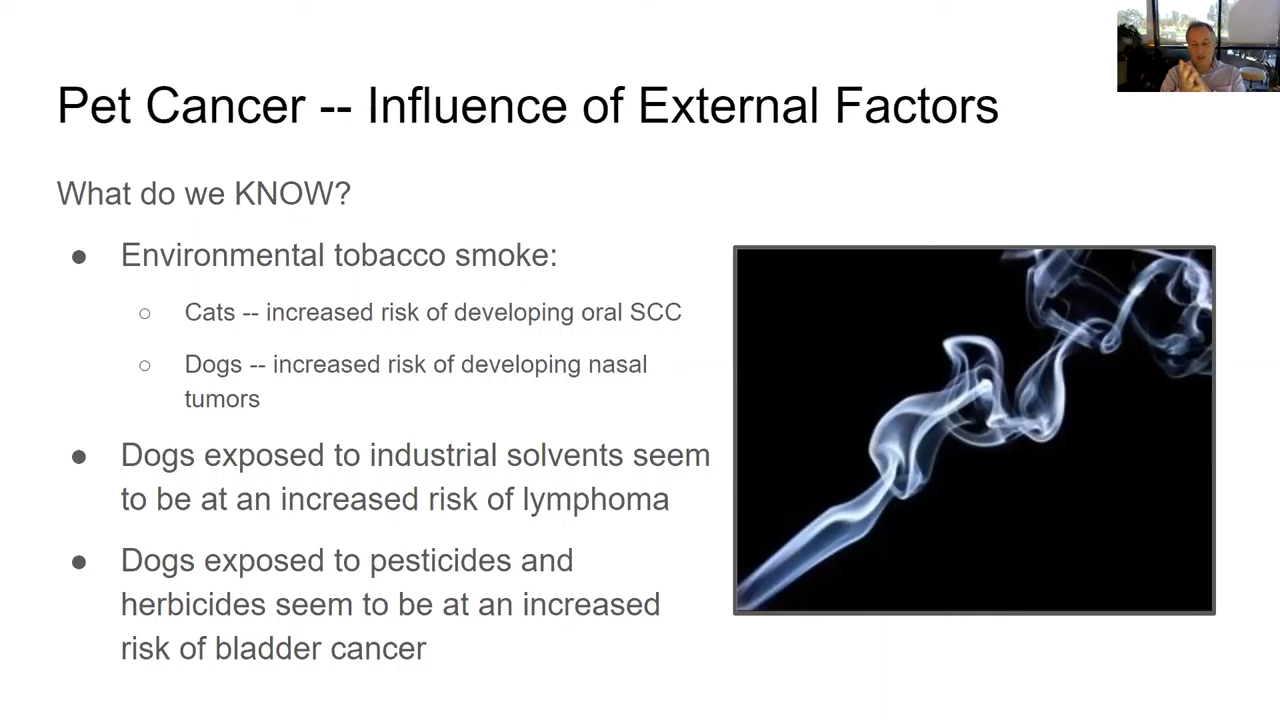 Pet Cancer -- Influence of External Factors
What do we KNOW?
● Environmental tobacco smoke:
○ Cats -- increased risk of developing oral SCC
○ Dogs -- increased risk of developing nasal
tumors
● Dogs exposed to industrial solvents seem
to be at an increased risk of lymphoma
● Dogs exposed to pesticides and
herbicides seem to be at an increased
risk of bladder cancer